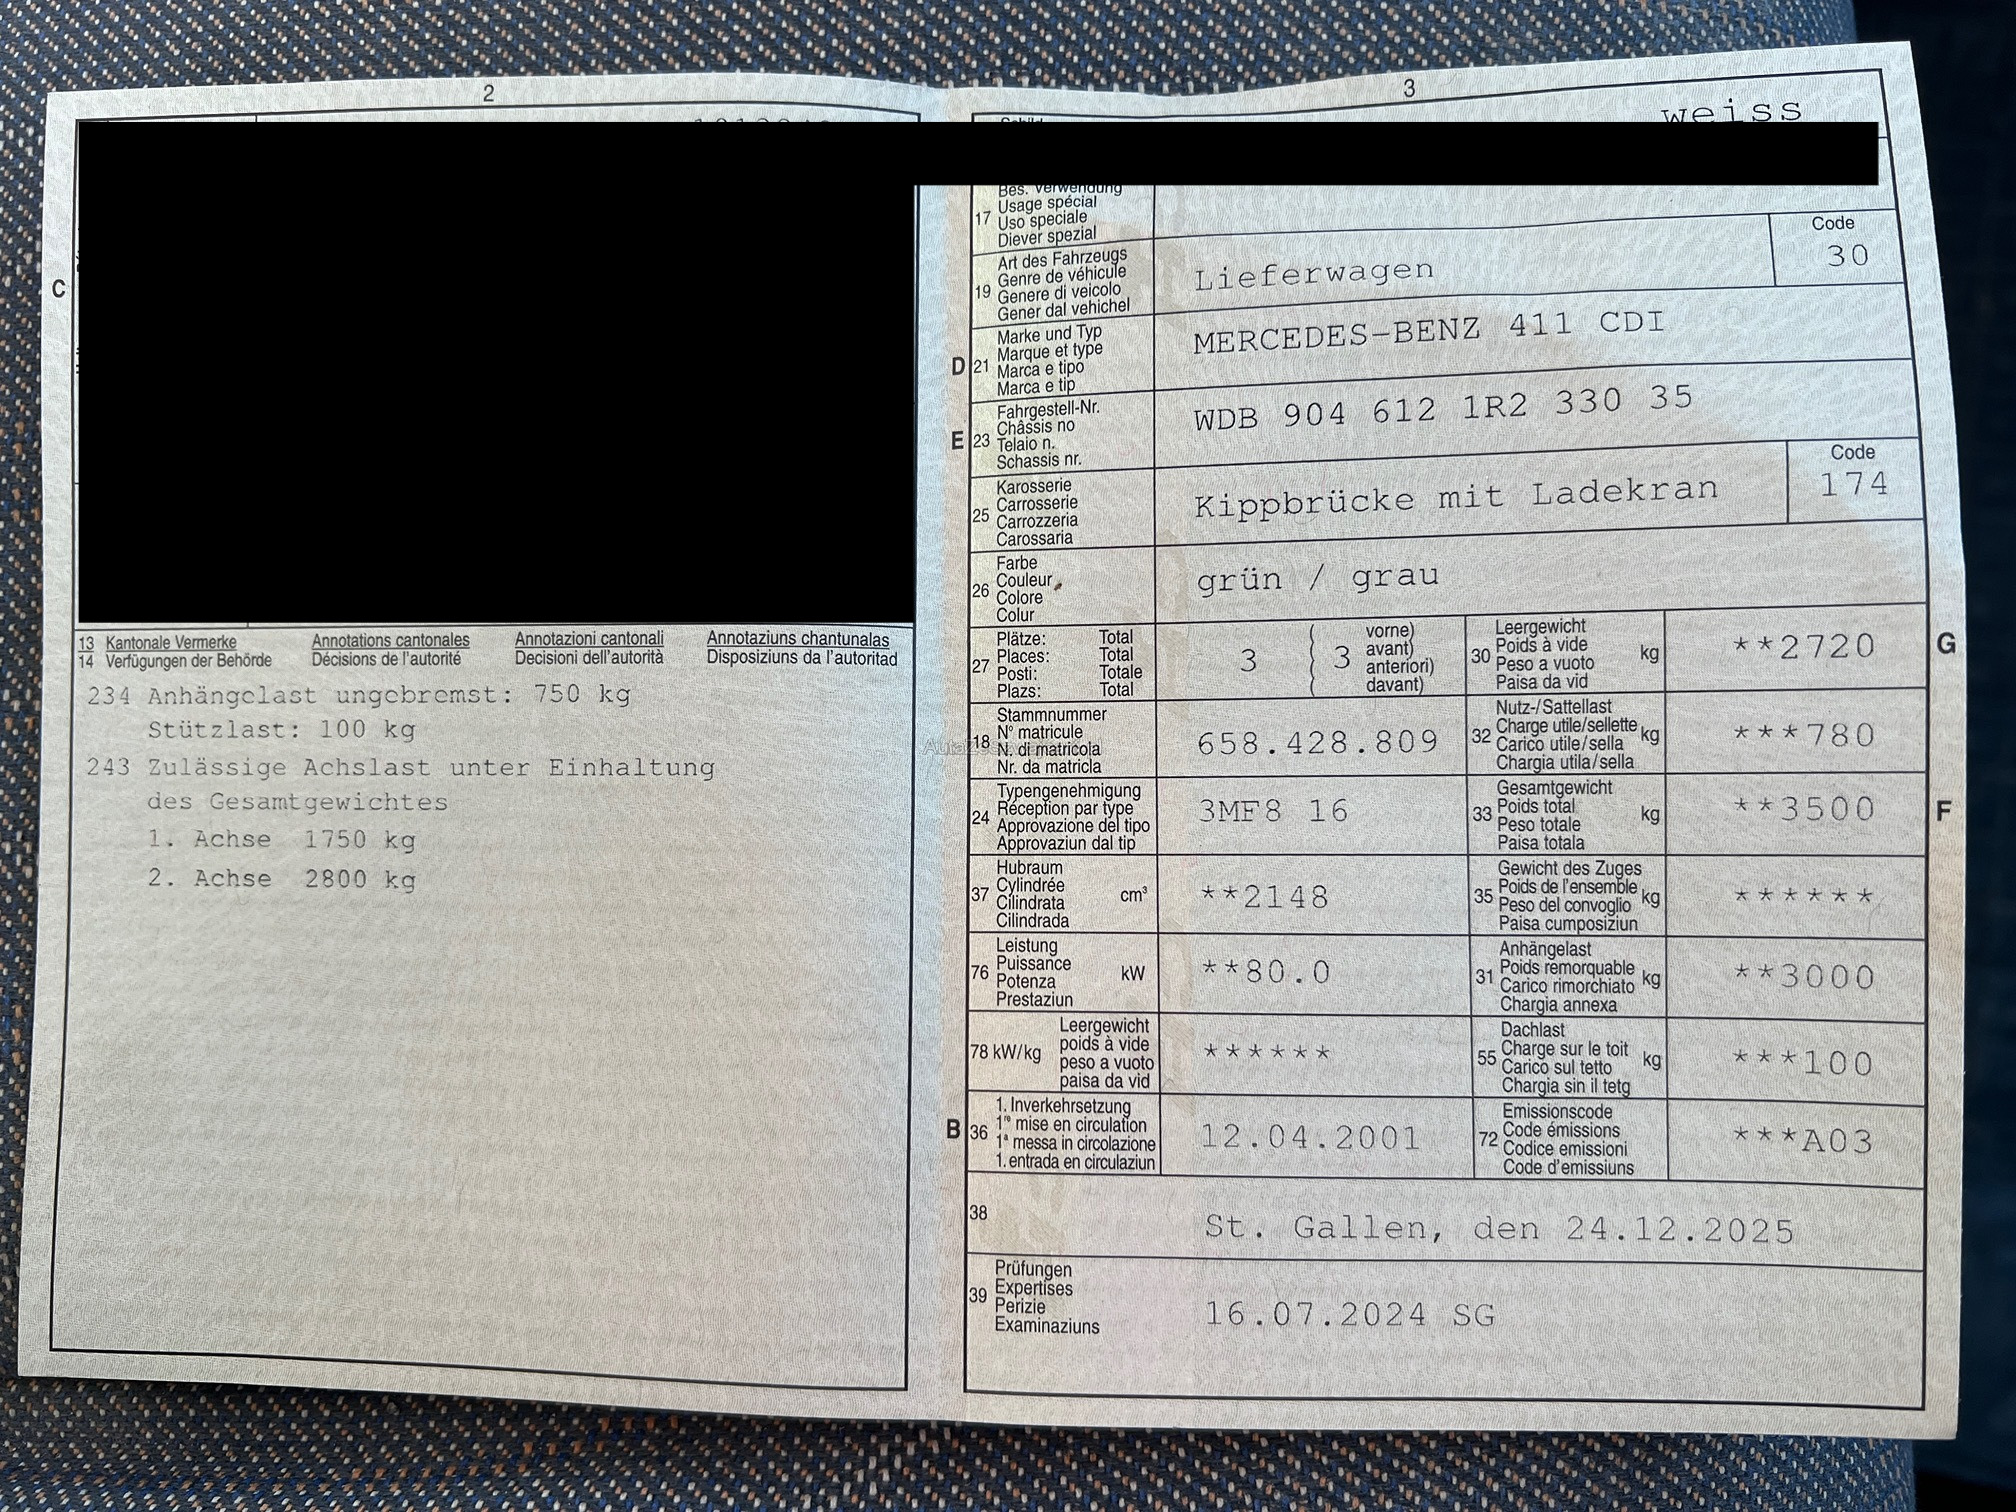 2
3
weiss
C
13 Kantonale Vermerke Annotations cantonales Annotazioni cantonali Annotaziuns chantunalas
14 Verfügungen der Behörde Décisions de l'autorité Decisioni dell'autorità Disposiziuns da l'autoritad
234 Anhängelast ungebremst: 750 kg
Stützlast: 100 kg
243 Zulässige Achslast unter Einhaltung
des Gesamtgewichtes
1. Achse 1750 kg
2. Achse 2800 kg
Bes. Verwendung
17 Usage spécial
Uso speciale
Diever spezial
Art des Fahrzeugs
Genre de véhicule
19 Genere di veicolo
Gener dal vehichel
Lieferwagen
Code
30
Marke und Typ
Marque et type
D 21 Marca e tipo
Marca e tip
MERCEDES-BENZ 411 CDI
Fahrgestell-Nr.
Châssis no
E 23 Telaio n.
Schassis nr.
WDB 904 612 1R2 330 35
Karosserie
Carrosserie
25 Carrozzeria
Carossaria
Kippbrücke mit Ladekran
Code
174
Farbe
Couleur
26 Colore
Colur
grün / grau
Plätze: Total
Places: Total
27 Posti: Totale
Plazs: Total
3 ( 3 vorne)
avant)
anteriori)
davant)
Leergewicht
30 Poids à vide kg
Peso a vuoto
Paisa da vid
**2720 G
Stammnummer
N° matricule
18 N. di matricola
Nr. da matricla
658.428.809
Nutz-/Sattellast
32 Charge utile/sellette kg
Carico utile/sella
Chargia utila/sella
***780
Typengenehmigung
Réception par type
24 Approvazione del tipo
Approvaziun dal tip
3MF8 16
Gesamtgewicht
33 Poids total kg
Peso totale
Paisa totala
**3500 F
Hubraum
37 Cylindrée cm³
Cilindrata
Cilindrada
**2148
Gewicht des Zuges
35 Poids de l'ensemble kg
Peso del convoglio
Paisa cumposiziun
******
Leistung
76 Puissance kW
Potenza
Prestaziun
**80.0
Anhängelast
31 Poids remorquable kg
Carico rimorchiato
Chargia annexa
**3000
78 kW/kg Leergewicht
poids à vide
peso a vuoto
paisa da vid
******
Dachlast
55 Charge sur le toit kg
Carico sul tetto
Chargia sin il tetg
***100
1. Inverkehrsetzung
B 36 1re mise en circulation
1a messa in circolazione
1. entrada en circulaziun
12.04.2001
Emissionscode
72 Code émissions
Codice emissioni
Code d'emissiuns
***A03
38
St. Gallen, den 24.12.2025
Prüfungen
39 Expertises
Perizie
Examinaziuns
16.07.2024 SG